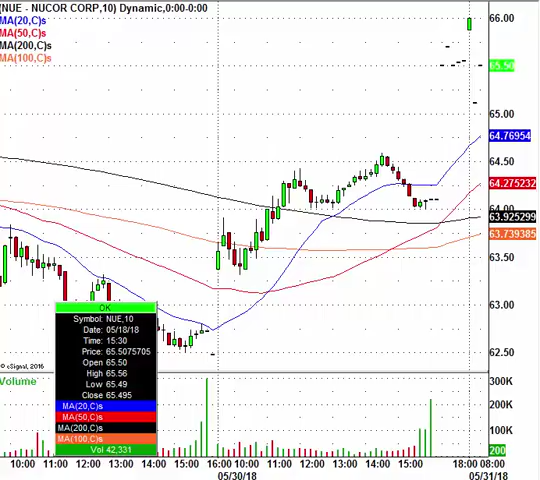 (NUE - NUCOR CORP,10) Dynamic,0:00-0:00
MA(20,C)s
MA(50,C)s
MA(200,C)s
MA(100,C)s
66.00
65.50
65.00
64.76954
64.50
64.275232
64.00
63.925299
63.739385
63.50
63.00
62.50
OK
Symbol: NUE,10
Date: 05/18/18
Time: 15:30
Price: 65.5075705
Open 65.50
High 65.56
Low 65.49
Close 65.495
MA(20,C)s
MA(50,C)s
MA(200,C)s
MA(100,C)s
Vol 42,331
© eSignal, 2016
Volume
300K
200K
100K
200
10:00 11:00 12:00 13:00 14:00 15:00 16:00 10:00 11:00 12:00 13:00 14:00 15:00 18:00 08:00
05/30/18 05/31/18